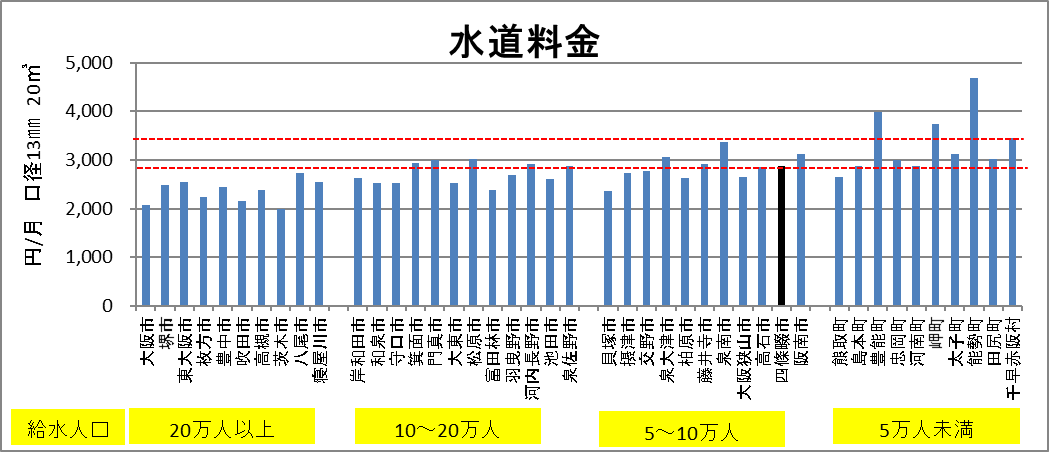 水道料金
円/月 口径13㎜ 20㎥
5,000
4,000
3,000
2,000
1,000
0
大阪市
堺市
東大阪市
枚方市
豊中市
吹田市
高槻市
茨木市
八尾市
寝屋川市
岸和田市
和泉市
守口市
箕面市
門真市
大東市
松原市
富田林市
羽曳野市
河内長野市
池田市
泉佐野市
貝塚市
摂津市
交野市
泉大津市
柏原市
藤井寺市
泉南市
大阪狭山市
高石市
四條畷市
阪南市
熊取町
島本町
豊能町
忠岡町
河南町
岬町
太子町
能勢町
田尻町
千早赤阪村
給水人口
20万人以上
10～20万人
5～10万人
5万人未満